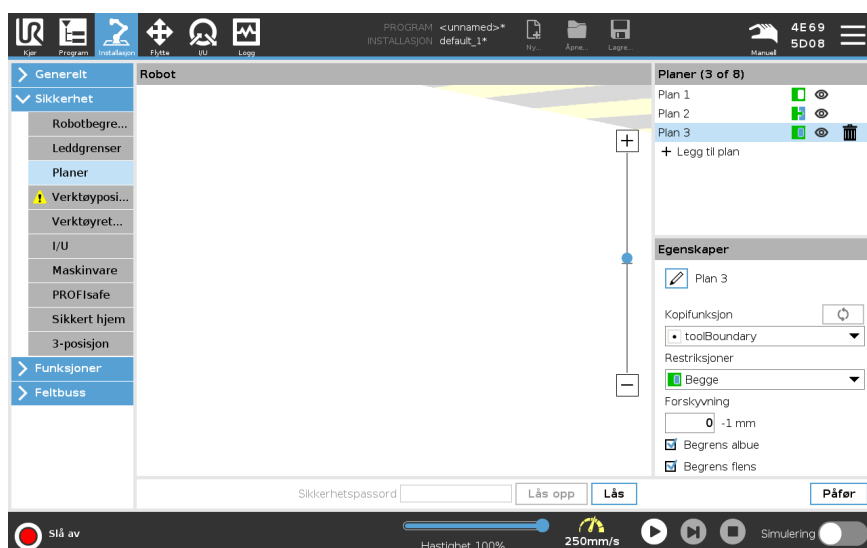 PROGRAM <unnamed>*
INSTALLASJON default_1*
4E69
5D08
Kjør Program Installasjon Flytte I/U Logg Ny... Åpne... Lagre... Manuell
Generelt
Sikkerhet
Robotbegre...
Leddgrenser
Planer
Verktøyposi...
Verktøyret...
I/U
Maskinvare
PROFIsafe
Sikkert hjem
3-posisjon
Funksjoner
Feltbuss
Robot
Planer (3 of 8)
Plan 1
Plan 2
Plan 3
Legg til plan
Egenskaper
Plan 3
Kopifunksjon
toolBoundary
Restriksjoner
Begge
Forskyvning
0 -1 mm
Begrens albue
Begrens flens
Sikkerhetspassord Lås opp Lås Påfør
Slå av
Hastighet 100%
250mm/s
Simulering